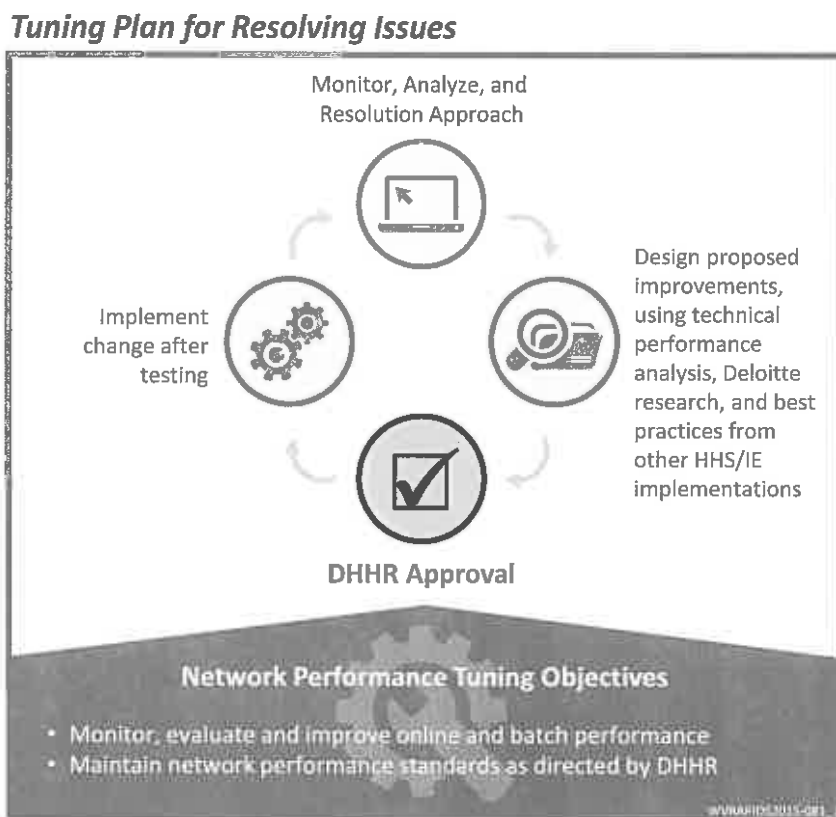 Tuning Plan for Resolving Issues
Monitor, Analyze, and
Resolution Approach
Design proposed
improvements,
using technical
performance
analysis, Deloitte
research, and best
practices from
other HHS/IE
implementations
DHHR Approval
Implement
change after
testing
Network Performance Tuning Objectives
• Monitor, evaluate and improve online and batch performance
• Maintain network performance standards as directed by DHHR